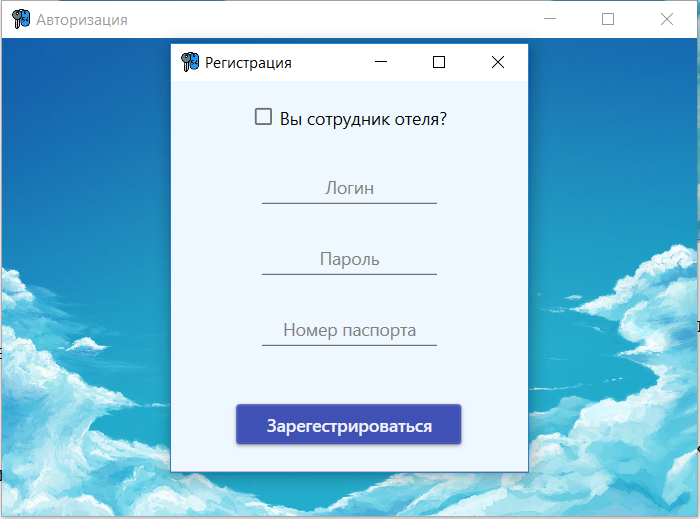 Авторизация
Регистрация
Вы сотрудник отеля?
Логин
Пароль
Номер паспорта
Зарегестрироваться